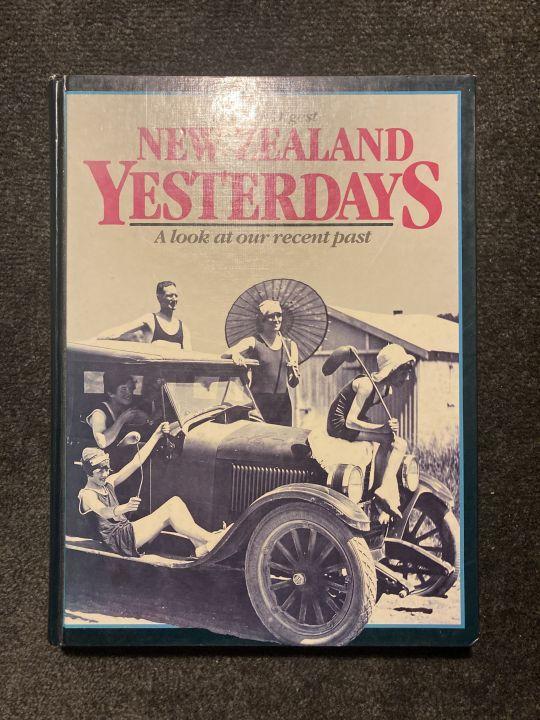 NEW ZEALAND
YESTERDAYS
A look at our recent past